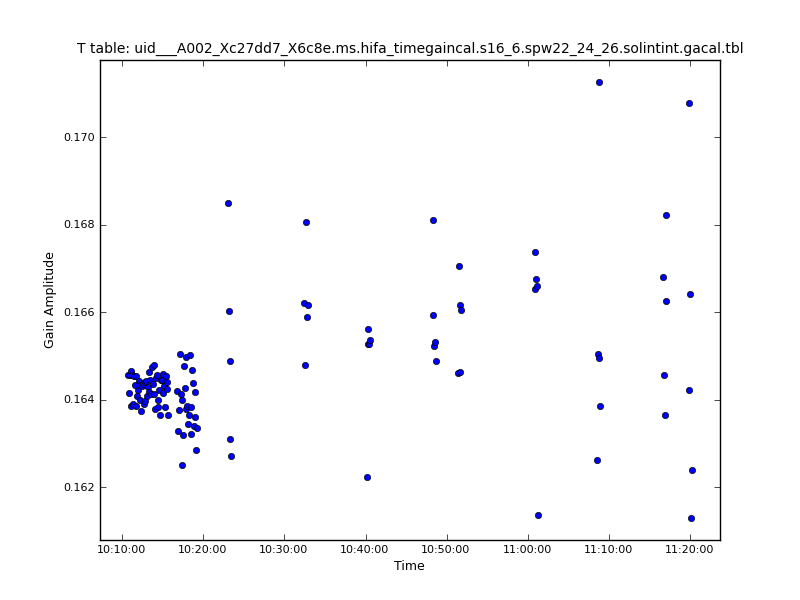 T table: uid___A002_Xc27dd7_X6c8e.ms.hifa_timegaincal.s16_6.spw22_24_26.solintint.gacal.tbl
0.170
0.168
0.166
0.164
0.162
Gain Amplitude
10:10:00 10:20:00 10:30:00 10:40:00 10:50:00 11:00:00 11:10:00 11:20:00
Time